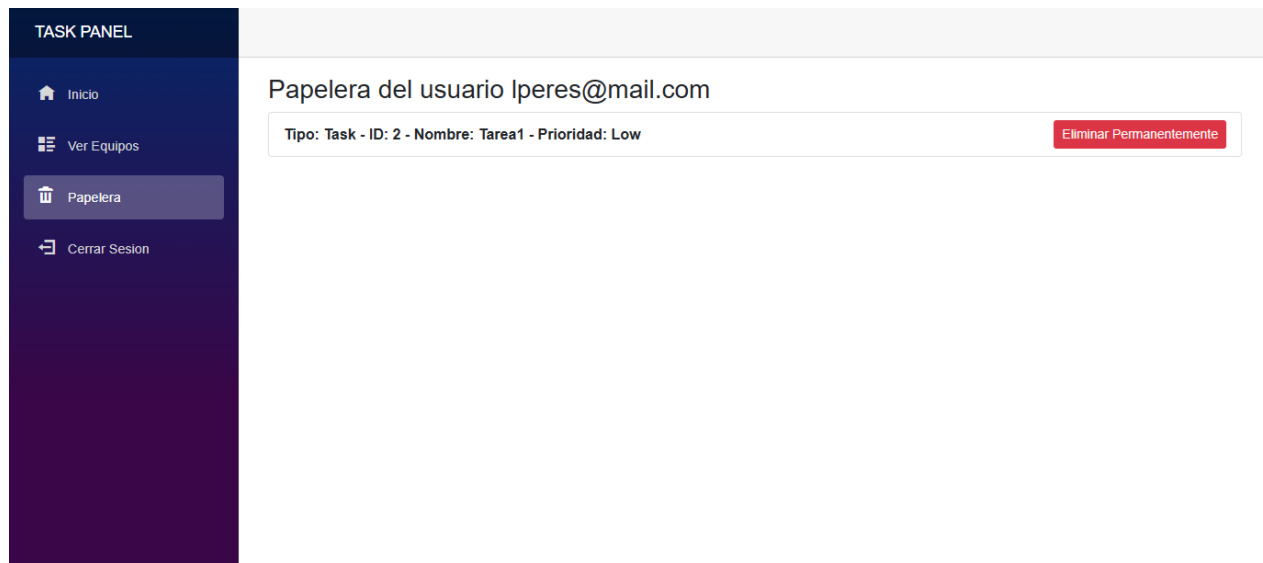 TASK PANEL
Inicio
Ver Equipos
Papelera
Cerrar Sesion
Papelera del usuario lperes@mail.com
Tipo: Task - ID: 2 - Nombre: Tarea1 - Prioridad: Low
Eliminar Permanentemente